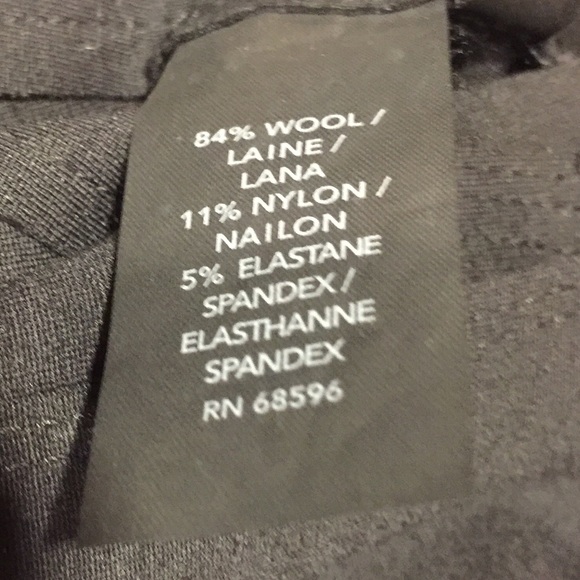 84% WOOL /
LAINE /
LANA
11% NYLON /
NAILON
5% ELASTANE
SPANDEX /
ELASTHANNE
SPANDEX
RN 68596